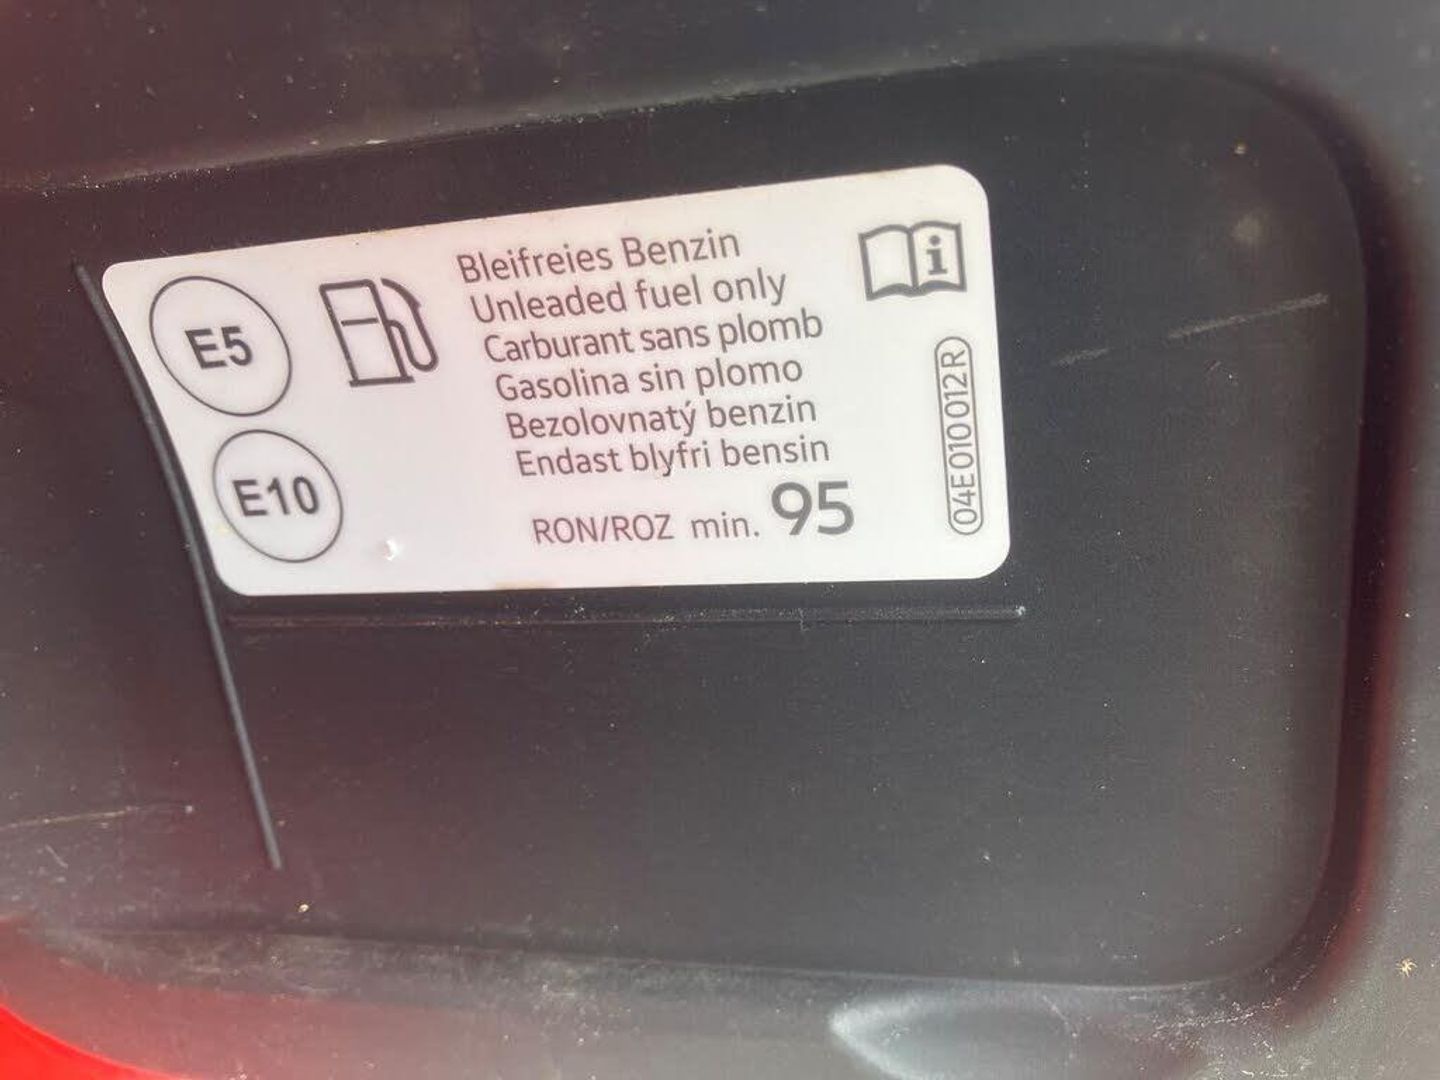 E5
E10
Bleifreies Benzin
Unleaded fuel only
Carburant sans plomb
Gasolina sin plomo
Bezolovnatý benzin
Endast blyfri bensin
RON/ROZ min. 95
i
04E010012R